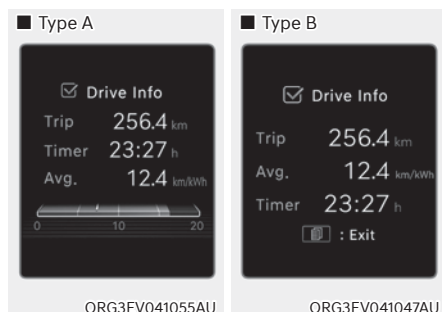 ■ Type A
Drive Info
Trip 256.4 km
Timer 23:27 h
Avg. 12.4 km/kWh
0 10 20
ORG3EV041055AU
■ Type B
Drive Info
Trip 256.4 km
Avg. 12.4 km/kWh
Timer 23:27 h
: Exit
ORG3EV041047AU